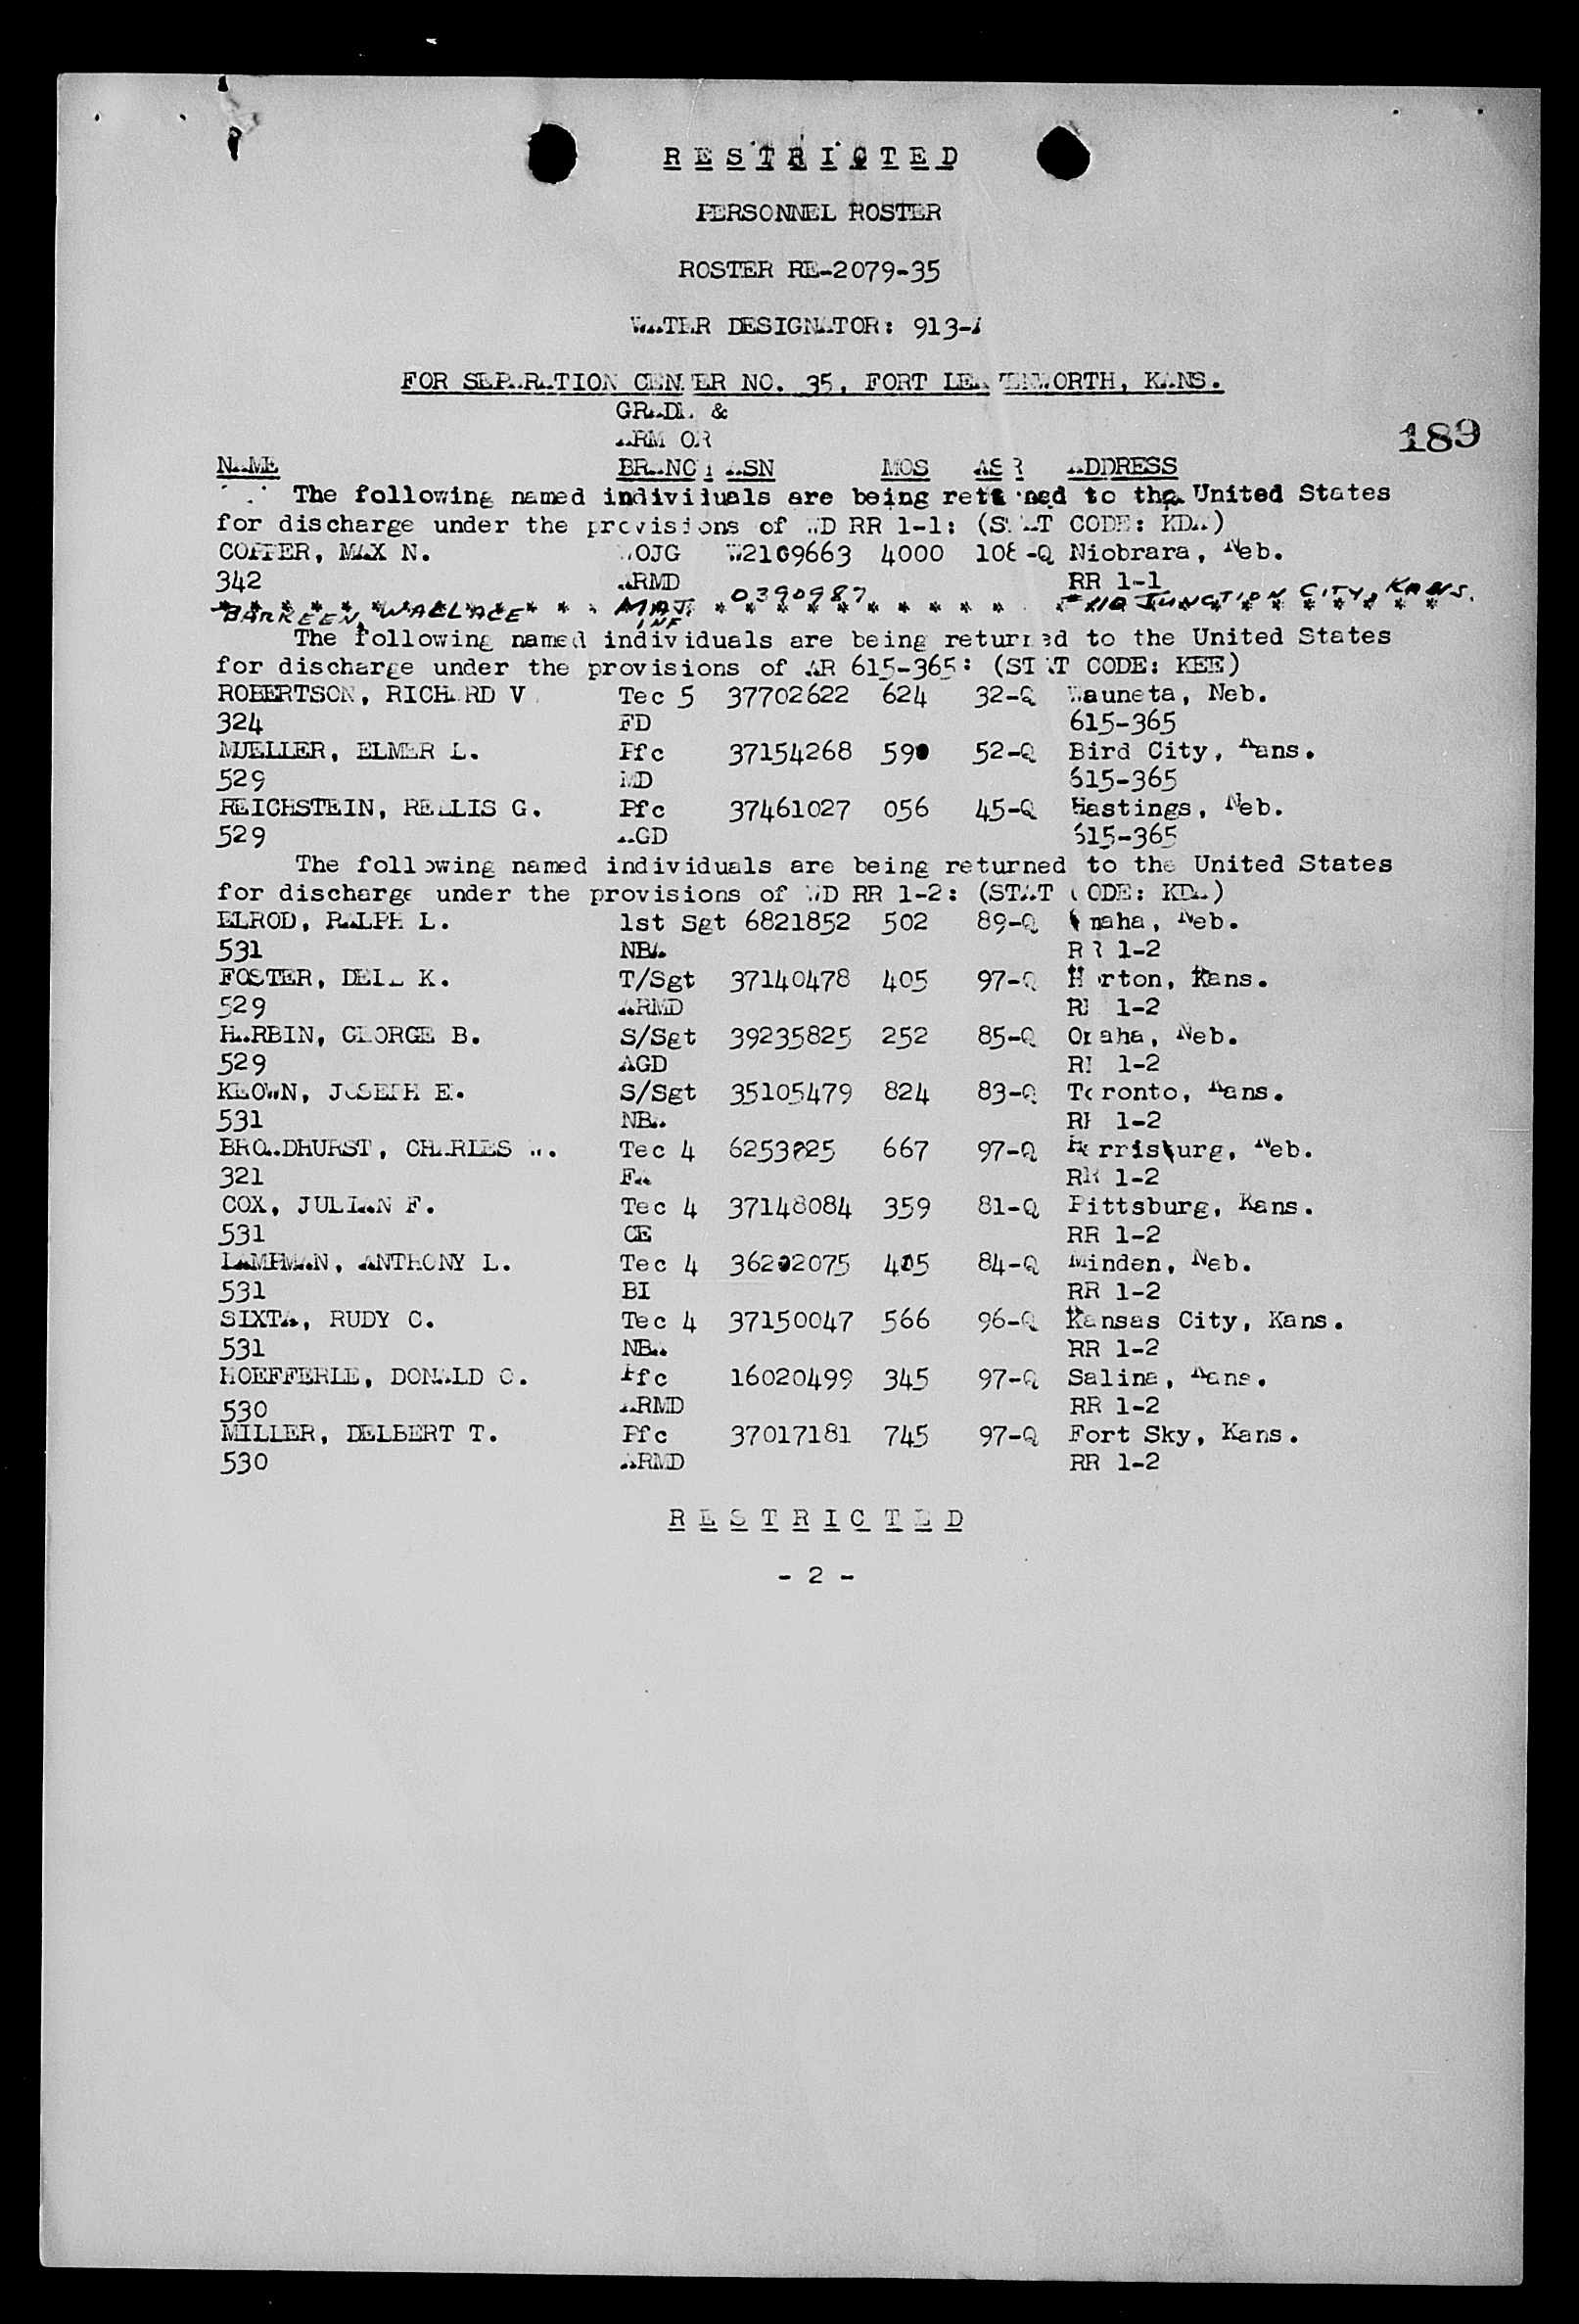 RESTRICTED
PERSONNEL ROSTER
ROSTER RE-2079-35
WATER DESIGNATOR: 913-A
FOR SEPARATION CENTER NO. 35, FORT LEAVENWORTH, KANS.
GRADE &
ARM OR
189
NAME BRANCH ASN MOS ASR ADDRESS
The following named individuals are being returned to the United States
for discharge under the provisions of WD RR 1-1: (STAT CODE: KDA)
MAX N. WOJG W2109663 4000 108-Q Niobrara, Neb.
342 ARMD RR 1-1
BARKEEN, WALLACE MAJ. 0390987 JUNCTION CITY, KANS.
* * * * * * * * * * * * * * * * * * * * * * * * * * * * * * * * * * * * * * * *
INF
The following named individuals are being returned to the United States
for discharge under the provisions of AR 615-365: (STAT CODE: KEE)
ROBERTSON, RICHARD V. Tec 5 37702622 624 32-Q Wauneta, Neb.
324 FD 615-365
MUELLER, ELMER L. Pfc 37154268 590 52-Q Bird City, Kans.
529 MD 615-365
REICHSTEIN, RELLIS G. Pfc 37461027 056 45-Q Hastings, Neb.
529 AGD 615-365
The following named individuals are being returned to the United States
for discharge under the provisions of WD RR 1-2: (STAT CODE: KDA)
ELROD, RALPH L. 1st Sgt 6821852 502 89-Q Omaha, Neb.
531 NBA RR 1-2
FOSTER, DELL K. T/Sgt 37140478 405 97-Q Horton, Kans.
529 ARMD RR 1-2
HARBIN, GEORGE B. S/Sgt 39235825 252 85-Q Omaha, Neb.
529 AGD RR 1-2
KEOWN, JOSEPH E. S/Sgt 35105479 824 83-Q Toronto, Kans.
531 NBA RR 1-2
BROADHURST, CHARLES W. Tec 4 6253825 667 97-Q Harrisburg, Neb.
321 FA RR 1-2
COX, JULIAN F. Tec 4 37148084 359 81-Q Pittsburg, Kans.
531 CE RR 1-2
LAMPMAN, ANTHONY L. Tec 4 36202075 405 84-Q Minden, Neb.
531 BI RR 1-2
SIXTA, RUDY C. Tec 4 37150047 566 96-Q Kansas City, Kans.
531 NBA RR 1-2
HOEFFERLE, DONALD O. Pfc 16020499 345 97-Q Salina, Kans.
530 ARMD RR 1-2
MILLER, DELBERT T. Pfc 37017181 745 97-Q Fort Sky, Kans.
530 ARMD RR 1-2
RESTRICTED
- 2 -